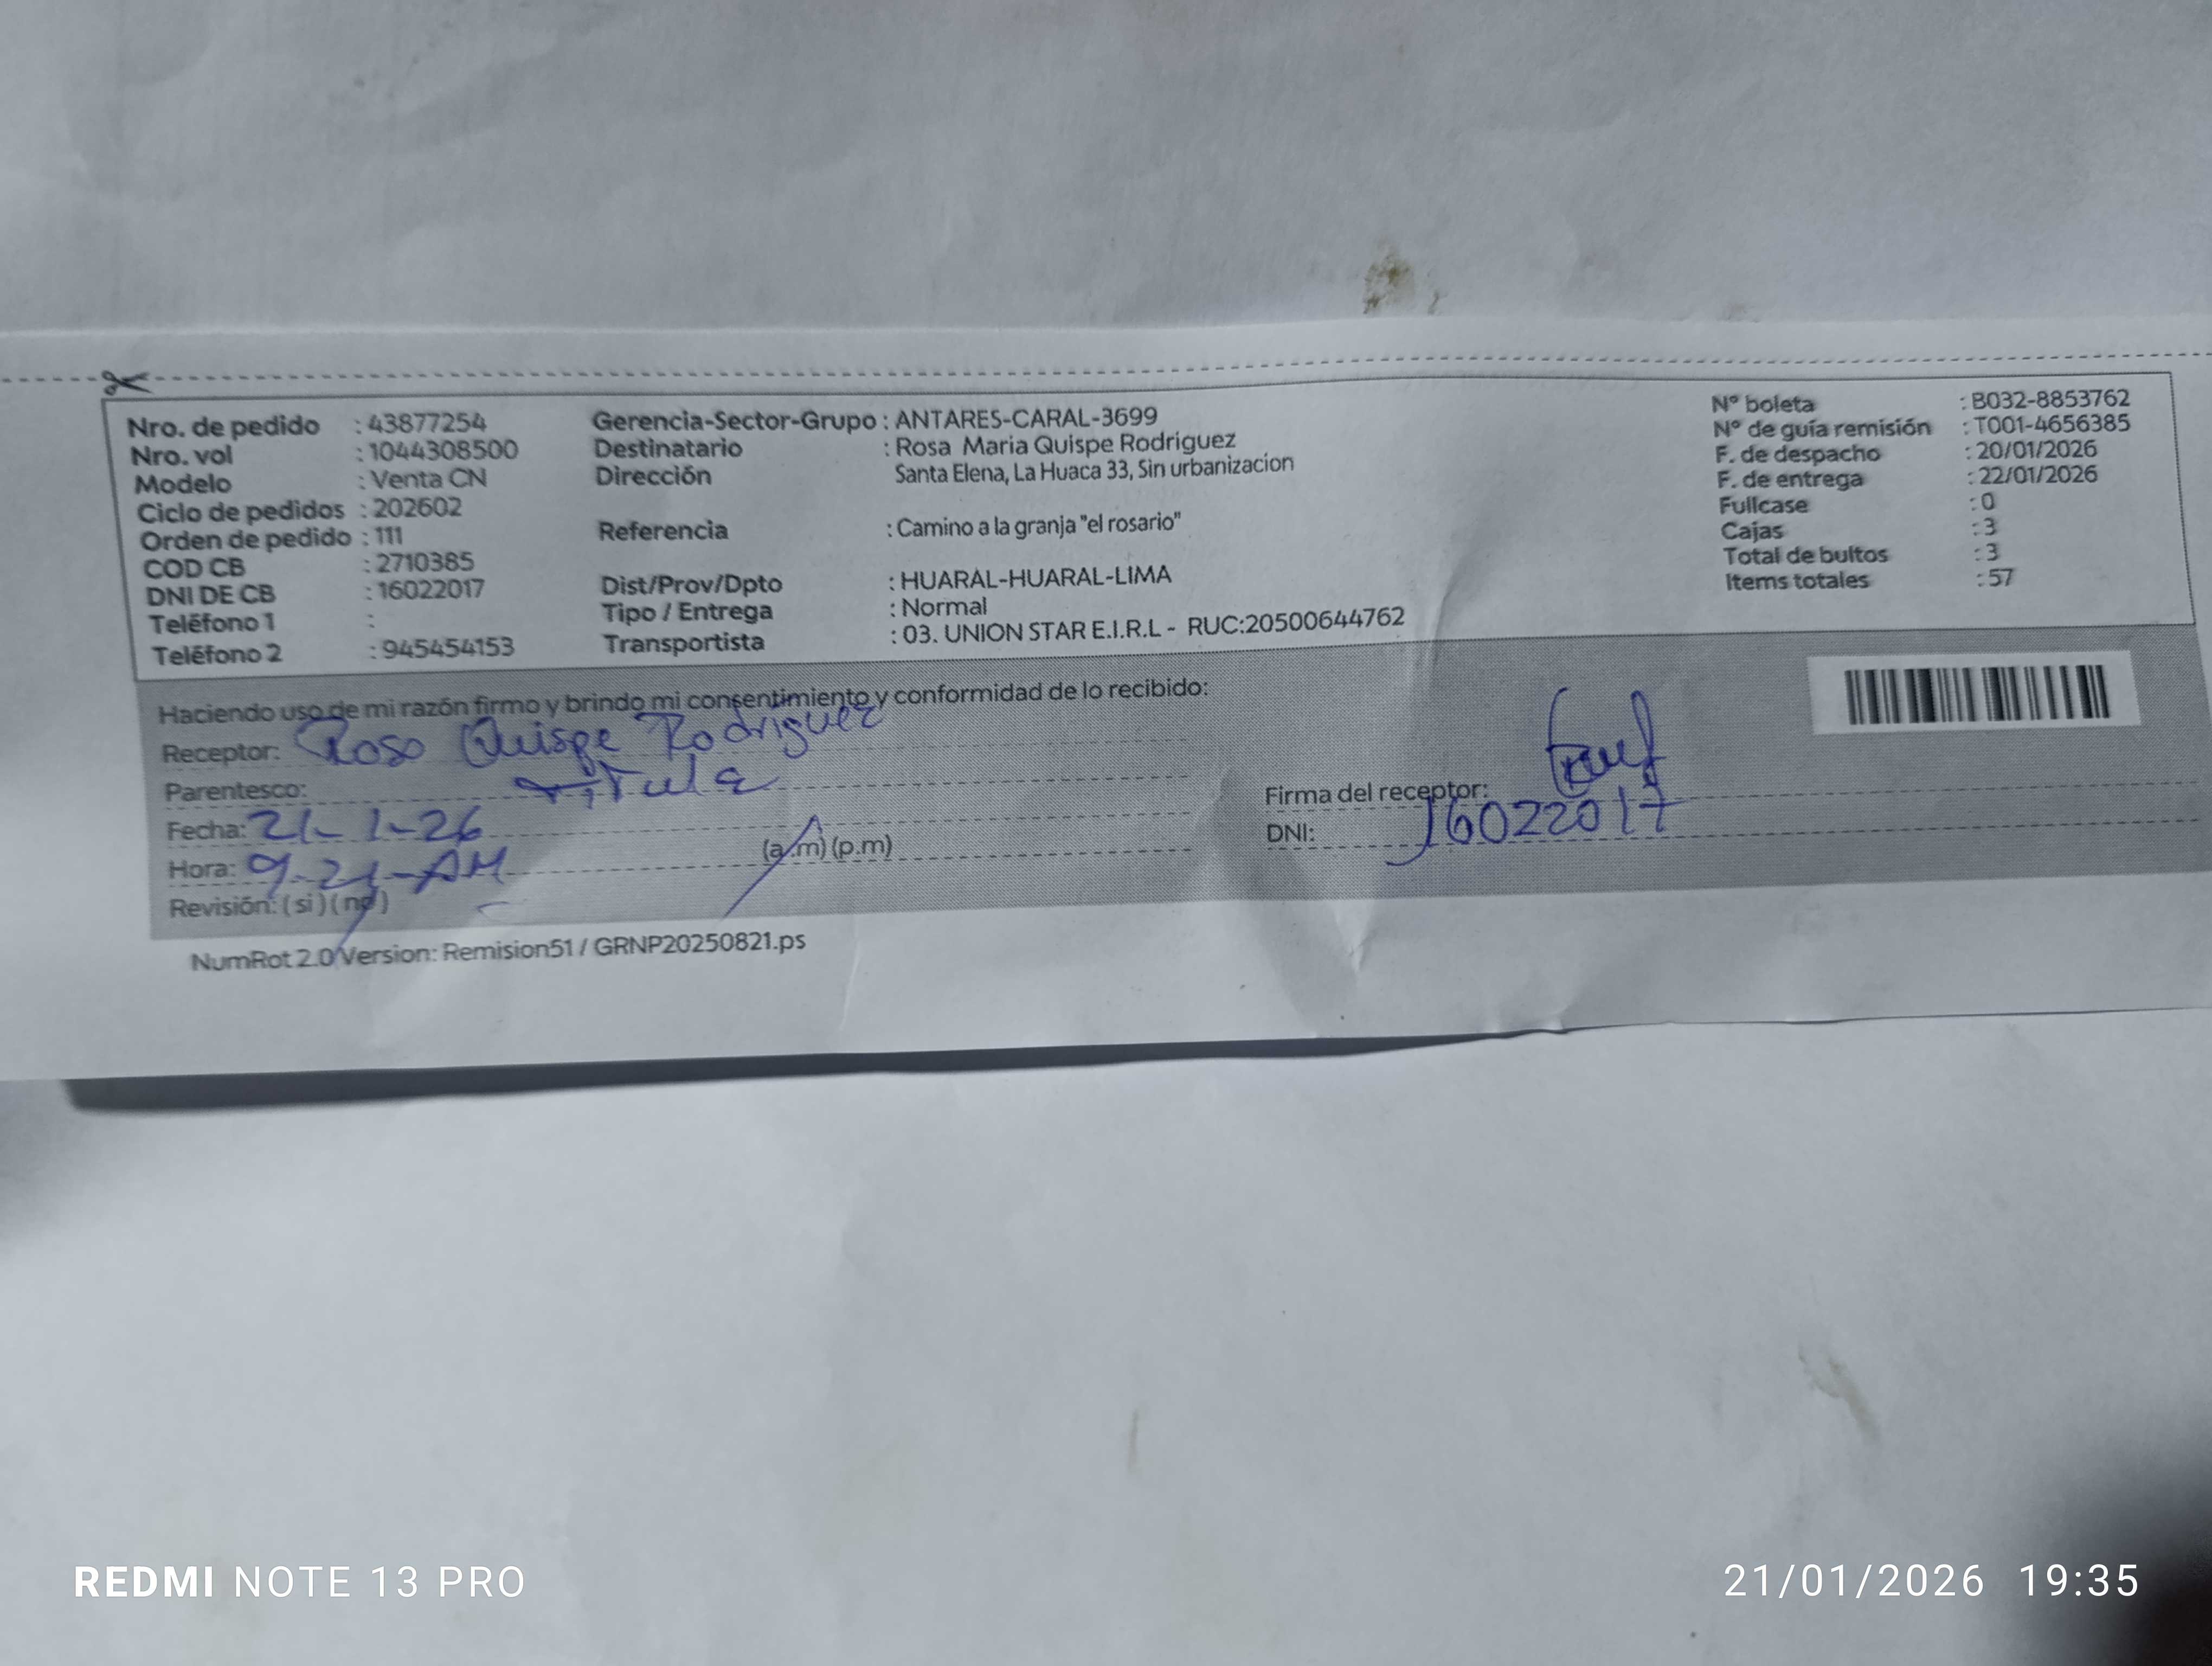 Nro. de pedido : 43877254
Nro. vol : 1044308500
Modelo : Venta CN
Ciclo de pedidos : 202602
Orden de pedido : 111
COD CB : 2710385
DNI DE CB : 16022017
Teléfono 1 :
Teléfono 2 : 945454153
Gerencia-Sector-Grupo : ANTARES-CARAL-3699
Destinatario : Rosa Maria Quispe Rodriguez
Dirección Santa Elena, La Huaca 33, Sin urbanizacion
Referencia : Camino a la granja "el rosario"
Dist/Prov/Dpto : HUARAL-HUARAL-LIMA
Tipo / Entrega : Normal
Transportista : 03. UNION STAR E.I.R.L - RUC:20500644762
N° boleta : B032-8853762
N° de guía remisión : T001-4656385
F. de despacho : 20/01/2026
F. de entrega : 22/01/2026
Fullcase : 0
Cajas : 3
Total de bultos : 3
Items totales : 57
Haciendo uso de mi razón firmo y brindo mi consentimiento y conformidad de lo recibido:
Receptor: Rosa Quispe Rodriguez
Parentesco:
Fecha: 21-1-26
Hora: 9-21-AM (a.m) (p.m)
Revisión: (si) (no)
Firma del receptor:
DNI: 16022017
NumRot 2.0 Version: Remision51 / GRNP20250821.ps
REDMI NOTE 13 PRO
21/01/2026 19:35